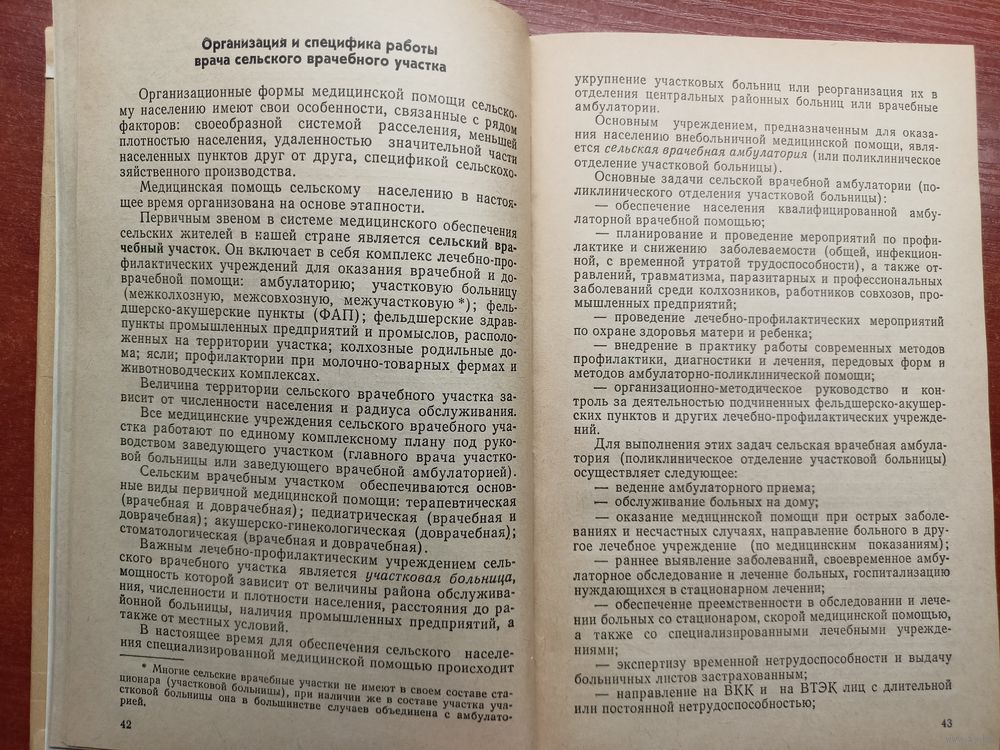 Организация и специфика работы
врача сельского врачебного участка
Организационные формы медицинской помощи сельско-
му населению имеют свои особенности, связанные с рядом
факторов: своеобразной системой расселения, меньшей
плотностью населения, удаленностью значительной части
населенных пунктов друг от друга, спецификой сельскохо-
зяйственного производства.
Медицинская помощь сельскому населению в настоя-
щее время организована на основе этапности.
Первичным звеном в системе медицинского обеспечения
сельских жителей в нашей стране является сельский вра-
чебный участок. Он включает в себя комплекс лечебно-про-
филактических учреждений для оказания врачебной и до-
врачебной помощи: амбулаторию; участковую больницу
(межколхозную, межсовхозную, межучастковую*); фель-
дшерско-акушерские пункты (ФАП); фельдшерские здрав-
пункты промышленных предприятий и промыслов, располо-
женных на территории участка; колхозные родильные до-
ма; ясли; профилактории при молочно-товарных фермах и
животноводческих комплексах.
Величина территории сельского врачебного участка за-
висит от численности населения и радиуса обслуживания.
Все медицинские учреждения сельского врачебного уча-
стка работают по единому комплексному плану под руко-
водством заведующего участком (главного врача участко-
вой больницы или заведующего врачебной амбулаторией).
Сельским врачебным участком обеспечиваются основ-
ные виды первичной медицинской помощи: терапевтическая
(врачебная и доврачебная); педиатрическая (врачебная и
доврачебная); акушерско-гинекологическая (доврачебная);
стоматологическая (врачебная и доврачебная).
Важным лечебно-профилактическим учреждением сель-
ского врачебного участка является участковая больница,
мощность которой зависит от величины района обслужива-
ния, численности и плотности населения, расстояния до ра-
йонной больницы, наличия промышленных предприятий, а
также от местных условий.
В настоящее время для обеспечения сельского населе-
ния специализированной медицинской помощью происходит
* Многие сельские врачебные участки не имеют в своем составе ста-
ционара (участковой больницы), при наличии же в составе участка уча-
стковой больницы она в большинстве случаев объединена с амбулато-
рией.
42
укрупнение участковых больниц или реорганизация их в
отделения центральных районных больниц или врачебные
амбулатории.
Основным учреждением, предназначенным для оказа-
ния населению внебольничной медицинской помощи, явля-
ется сельская врачебная амбулатория (или поликлиническое
отделение участковой больницы).
Основные задачи сельской врачебной амбулатории (по-
ликлинического отделения участковой больницы):
— обеспечение населения квалифицированной амбу-
латорной врачебной помощью;
— планирование и проведение мероприятий по профи-
лактике и снижению заболеваемости (общей, инфекцион-
ной, с временной утратой трудоспособности), а также от-
равлений, травматизма, паразитарных и профессиональных
заболеваний среди колхозников, работников совхозов, про-
мышленных предприятий;
— проведение лечебно-профилактических мероприятий
по охране здоровья матери и ребенка;
— внедрение в практику работы современных методов
профилактики, диагностики и лечения, передовых форм и
методов амбулаторно-поликлинической помощи;
— организационно-методическое руководство и кон-
троль за деятельностью подчиненных фельдшерско-акушер-
ских пунктов и других лечебно-профилактических учрежде-
ний.
Для выполнения этих задач сельская врачебная амбула-
тория (поликлиническое отделение участковой больницы)
осуществляет следующее:
— ведение амбулаторного приема;
— обслуживание больных на дому;
— оказание медицинской помощи при острых заболе-
ваниях и несчастных случаях, направление больного в дру-
гое лечебное учреждение (по медицинским показаниям);
— раннее выявление заболеваний, своевременное амбу-
латорное обследование и лечение больных, госпитализацию
нуждающихся в стационарном лечении;
— обеспечение преемственности в обследовании и лече-
нии больных со стационаром, скорой медицинской помощью,
а также со специализированными лечебными учрежде-
ниями;
— экспертизу временной нетрудоспособности и выдачу
больничных листов застрахованным;
— направление на ВКК и на ВТЭК лиц с длительной
или постоянной нетрудоспособностью;
43